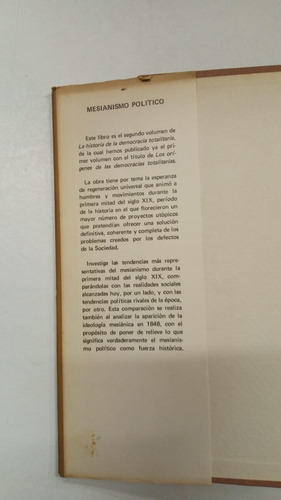 MESIANISMO POLITICO
Este libro es el segundo volumen de
La historia de la democracia totalitaria,
de la cual hemos publicado ya el pri-
mer volumen con el título de Los orí-
genes de las democracias totalitarias.
La obra tiene por tema la esperanza
de regeneración universal que animó a
hombres y movimientos durante la
primera mitad del siglo XIX, período
de la historia en el que florecieron un
mayor número de proyectos utópicos
que pretendían ofrecer una solución
definitiva, coherente y completa de los
problemas creados por los defectos
de la Sociedad.
Investiga las tendencias más repre-
sentativas del mesianismo durante la
primera mitad del siglo XIX, com-
parándolas con las realidades sociales
alcanzadas hoy, por un lado, y con las
tendencias políticas rivales de la época,
por otro. Esta comparación se realiza
también al analizar la aparición de la
ideología mesiánica en 1848, con el
propósito de poner de relieve lo que
significa verdaderamente el mesianis-
mo político como fuerza histórica.